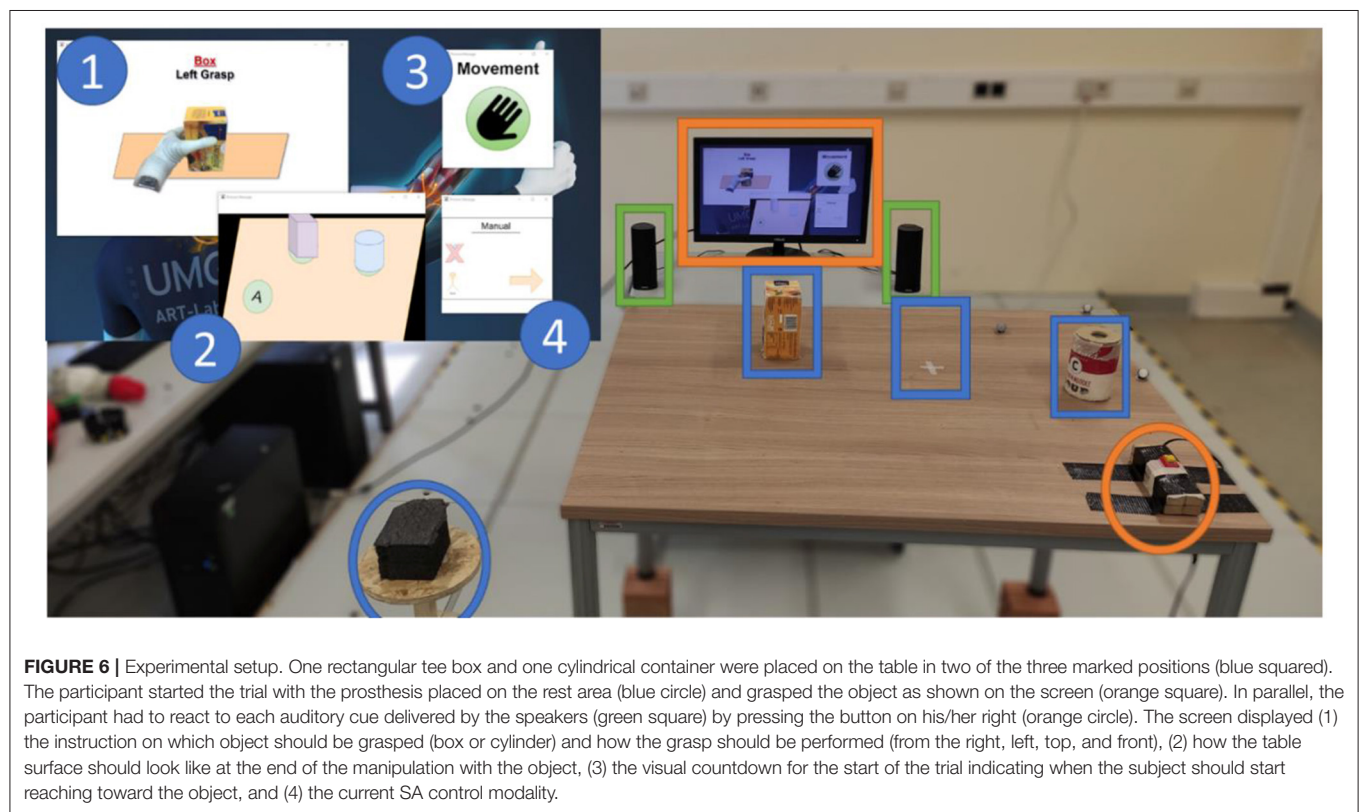 1
Box
Left Grasp
3
Movement
UMG
ART-Lab
A
2
Manual
4
Box
Left Grasp
Movement
C
FIGURE 6 | Experimental setup. One rectangular tee box and one cylindrical container were placed on the table in two of the three marked positions (blue squared).
The participant started the trial with the prosthesis placed on the rest area (blue circle) and grasped the object as shown on the screen (orange square). In parallel, the
participant had to react to each auditory cue delivered by the speakers (green square) by pressing the button on his/her right (orange circle). The screen displayed (1)
the instruction on which object should be grasped (box or cylinder) and how the grasp should be performed (from the right, left, top, and front), (2) how the table
surface should look like at the end of the manipulation with the object, (3) the visual countdown for the start of the trial indicating when the subject should start
reaching toward the object, and (4) the current SA control modality.